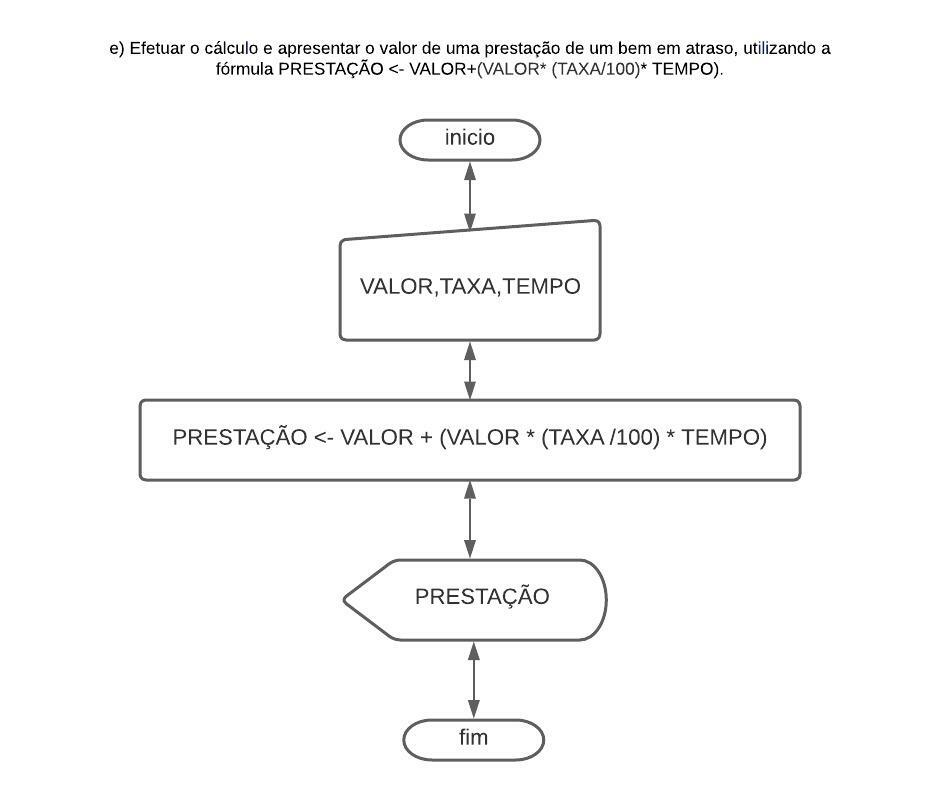 e) Efetuar o cálculo e apresentar o valor de uma prestação de um bem em atraso, utilizando a
fórmula PRESTAÇÃO <- VALOR+(VALOR* (TAXA/100)* TEMPO).
inicio
VALOR,TAXA,TEMPO
PRESTAÇÃO <- VALOR + (VALOR * (TAXA /100) * TEMPO)
PRESTAÇÃO
fim